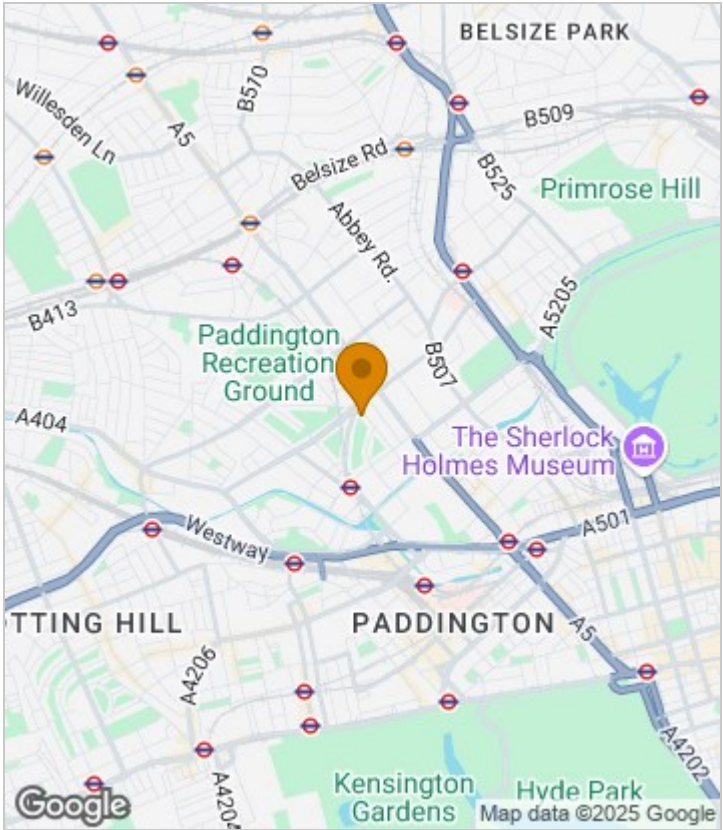 BELSIZE PARK
B510
Willesden Ln
A5
B509
Belsize Rd
B525
Primrose Hill
Abbey Rd.
A5205
B413
Paddington
Recreation
Ground
B507
A404
The Sherlock
Holmes Museum
Westway
A501
OTTING HILL
PADDINGTON
A5
A4206
A4202
A4204
Kensington
Gardens
Hyde Park
Google
Map data ©2025 Google